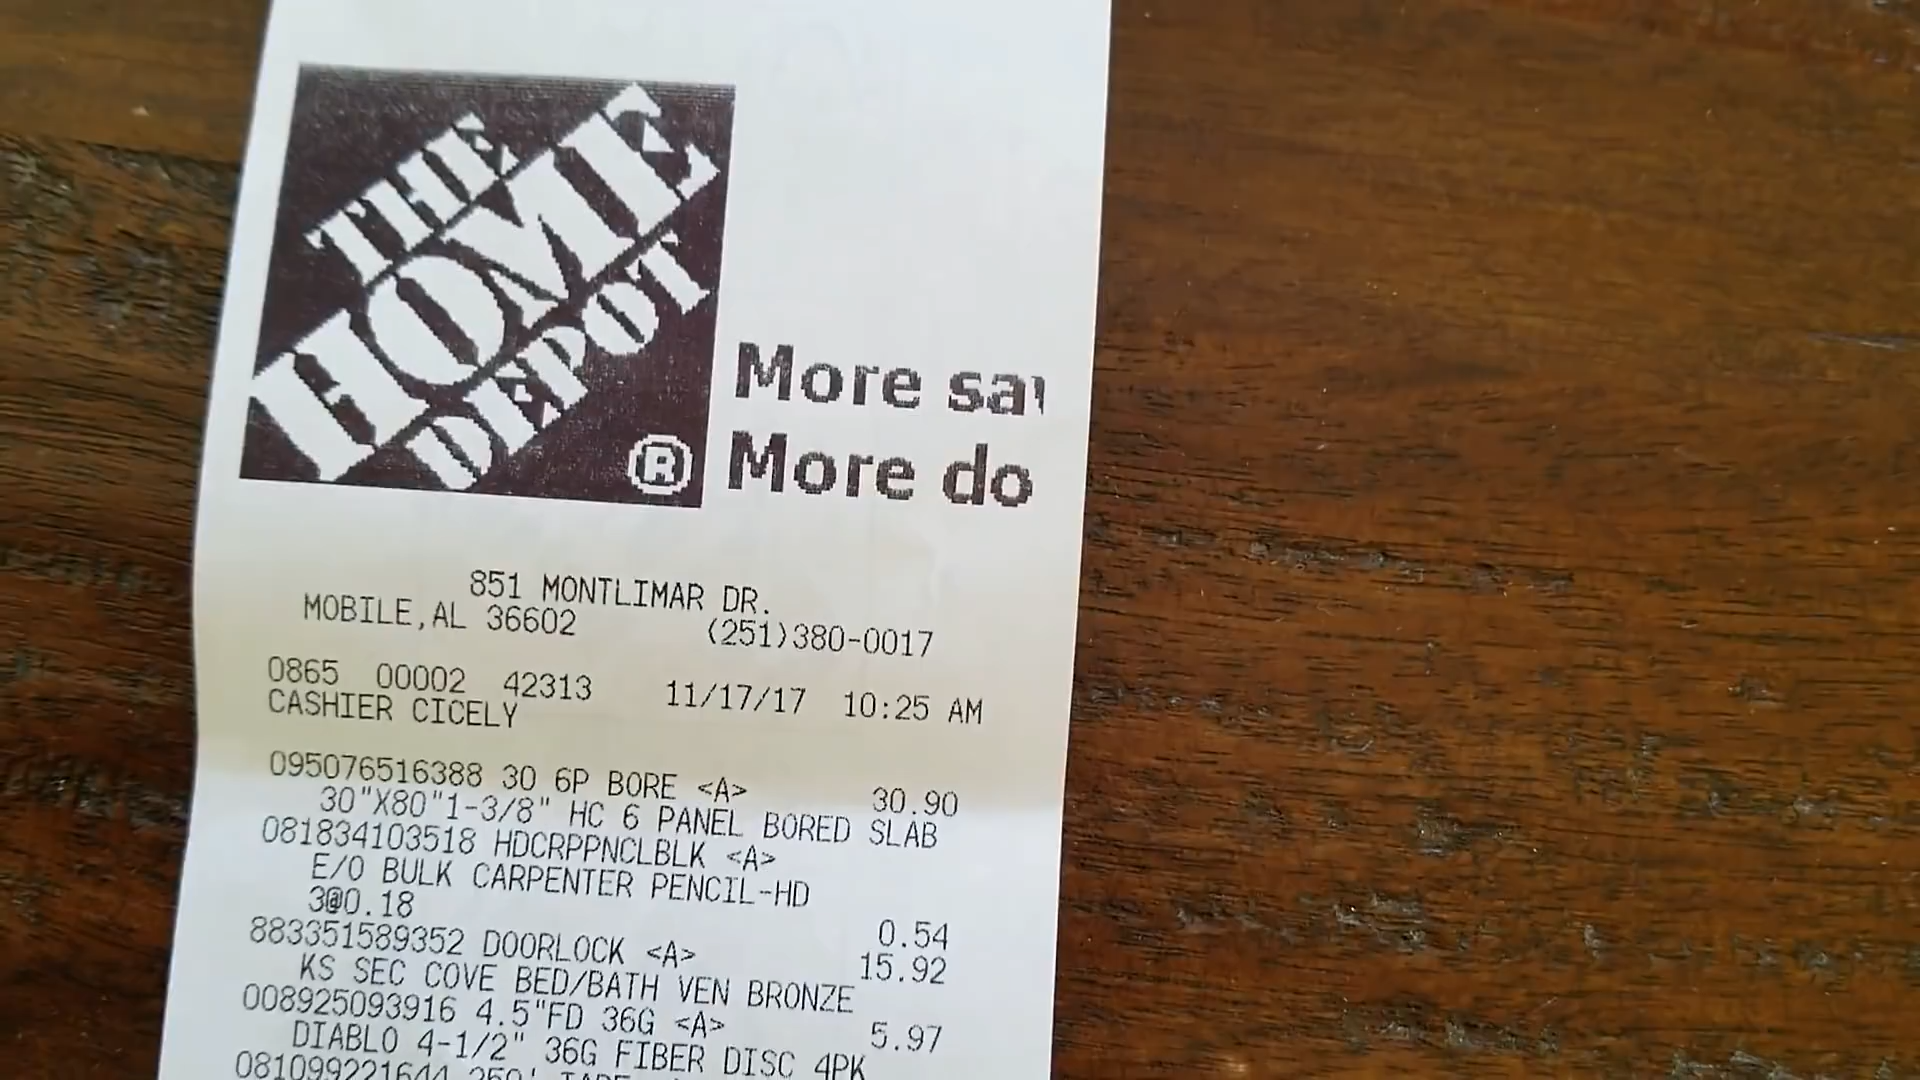 THE
HOME
DEPOT
®
More sav
More do
851 MONTLIMAR DR.
MOBILE,AL 36602 (251)380-0017
0865 00002 42313 11/17/17 10:25 AM
CASHIER CICELY
095076516388 30 6P BORE <A> 30.90
30"X80"1-3/8" HC 6 PANEL BORED SLAB
081834103518 HDCRPPNCLBLK <A>
E/O BULK CARPENTER PENCIL-HD
3@0.18 0.54
883351589352 DOORLOCK <A> 15.92
KS SEC COVE BED/BATH VEN BRONZE
008925093916 4.5"FD 36G <A> 5.97
DIABLO 4-1/2" 36G FIBER DISC 4PK
081099221644